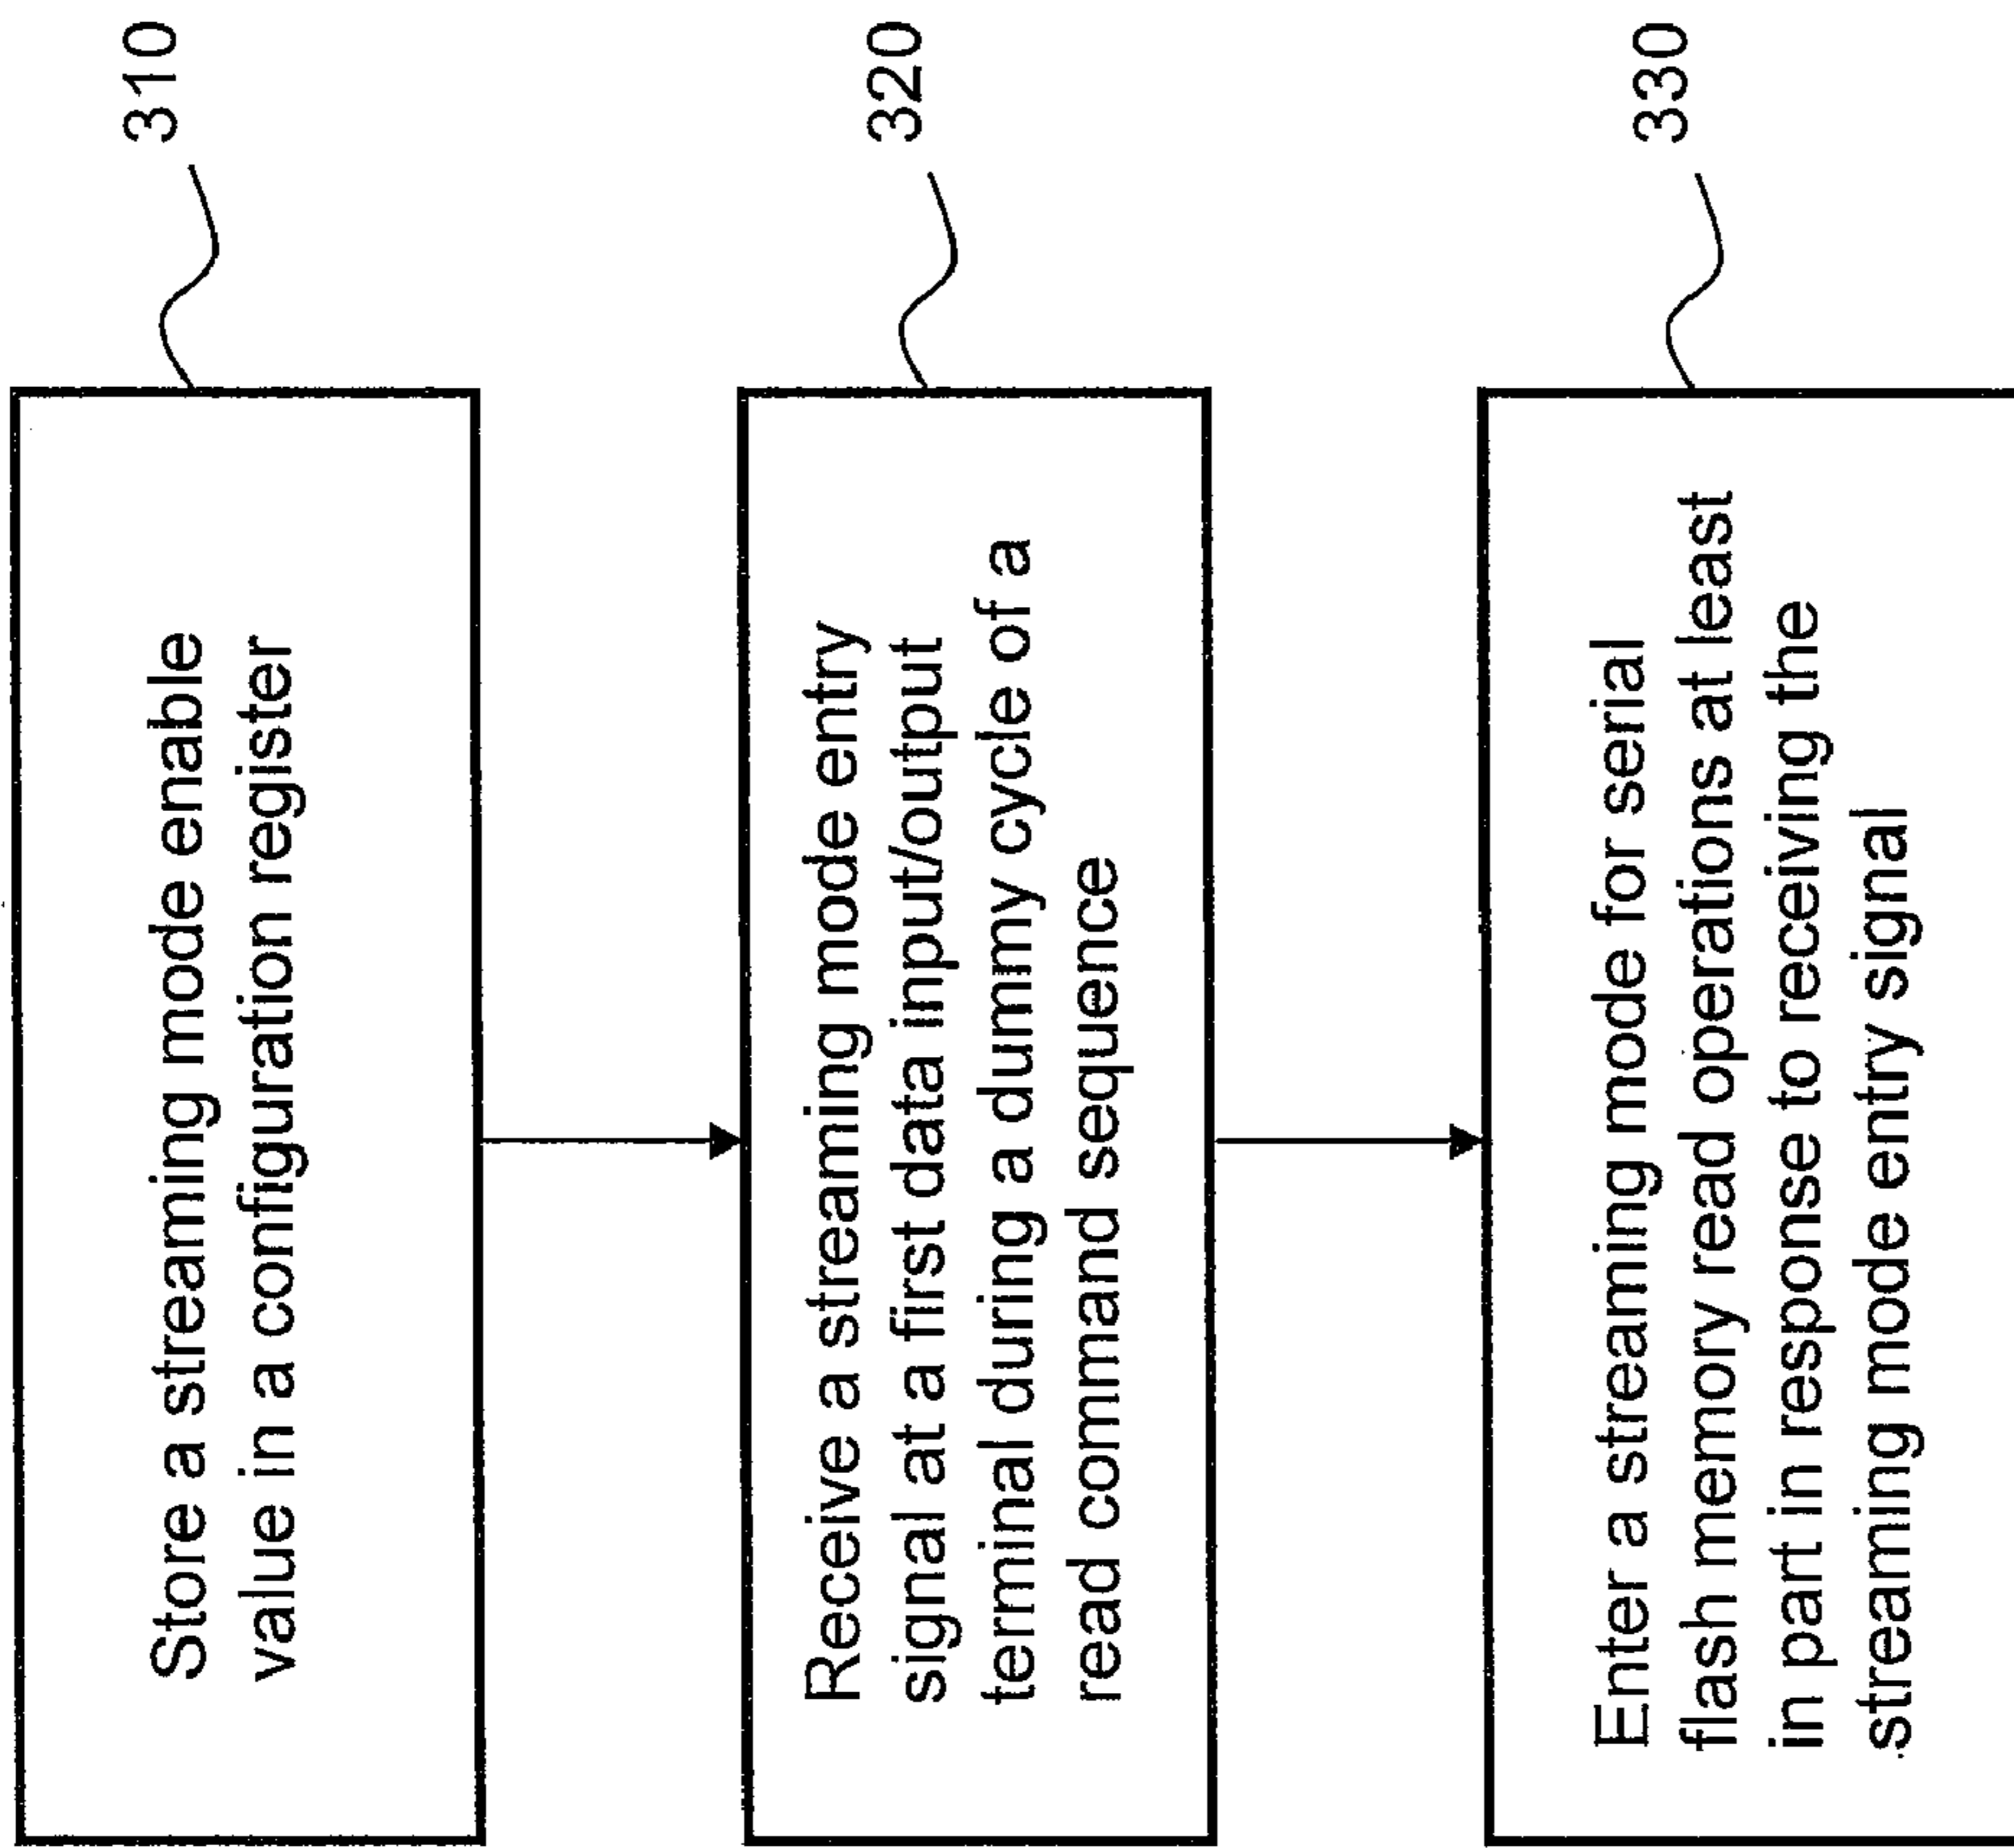 310
Store a streaming mode enable
value in a configuration register
320
Receive a streaming mode entry
signal at a first data input/output
terminal during a dummy cycle of a
read command sequence
330
Enter a streaming mode for serial
flash memory read operations at least
in part in response to receiving the
streaming mode entry signal